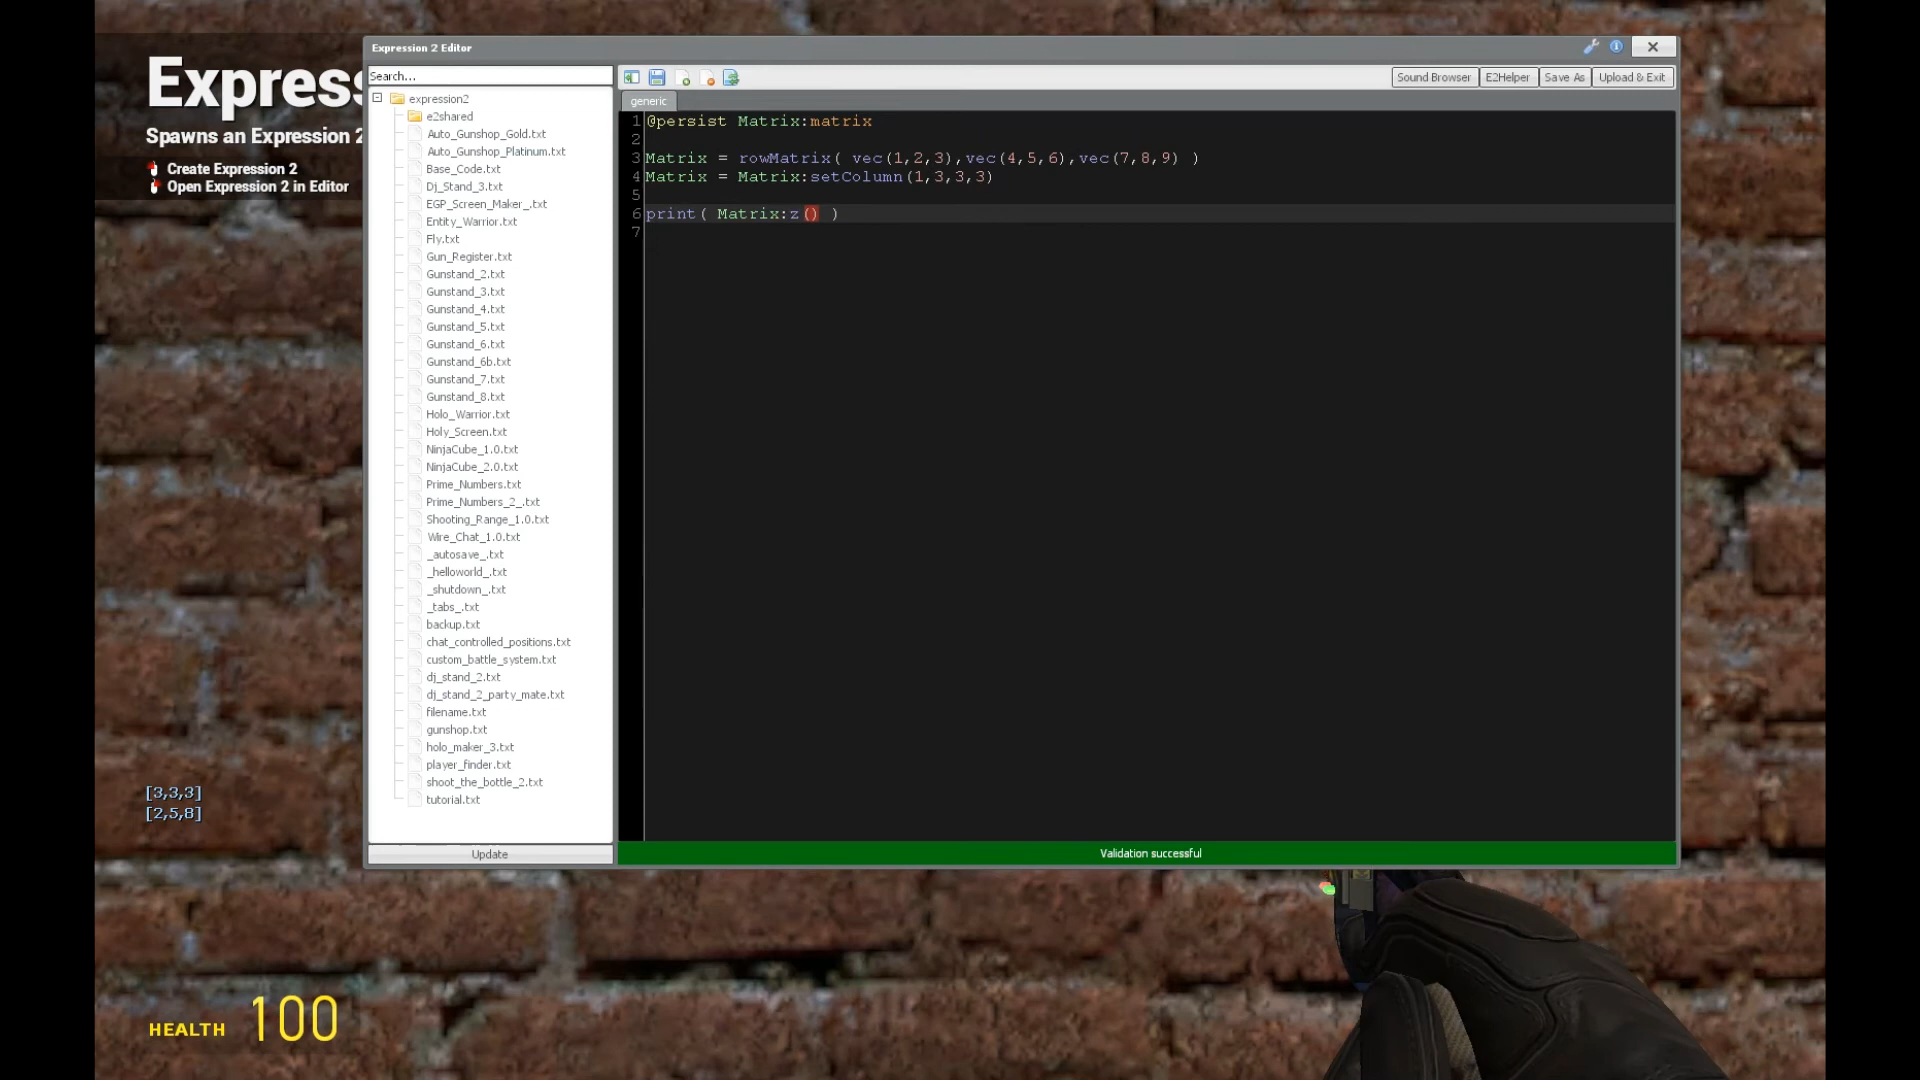 Express
Spawns an Expression 2
Create Expression 2
Open Expression 2 in Editor
Expression 2 Editor
Search...
expression2
e2shared
Auto_Gunshop_Gold.txt
Auto_Gunshop_Platinum.txt
Base_Code.txt
Dj_Stand_3.txt
EGP_Screen_Maker_.txt
Entity_Warrior.txt
Fly.txt
Gun_Register.txt
Gunstand_2.txt
Gunstand_3.txt
Gunstand_4.txt
Gunstand_5.txt
Gunstand_6.txt
Gunstand_6b.txt
Gunstand_7.txt
Gunstand_8.txt
Holo_Warrior.txt
Holy_Screen.txt
NinjaCube_1.0.txt
NinjaCube_2.0.txt
Prime_Numbers.txt
Prime_Numbers_2_.txt
Shooting_Range_1.0.txt
Wire_Chat_1.0.txt
_autosave_.txt
_helloworld_.txt
_shutdown_.txt
_tabs_.txt
backup.txt
chat_controlled_positions.txt
custom_battle_system.txt
dj_stand_2.txt
dj_stand_2_party_mate.txt
filename.txt
gunshop.txt
holo_maker_3.txt
player_finder.txt
shoot_the_bottle_2.txt
tutorial.txt
Update
Sound Browser E2Helper Save As Upload & Exit
generic
1 @persist Matrix:matrix
2
3 Matrix = rowMatrix( vec(1,2,3),vec(4,5,6),vec(7,8,9) )
4 Matrix = Matrix:setColumn(1,3,3,3)
5
6 print( Matrix:z() )
7
Validation successful
[3,3,3]
[2,5,8]
HEALTH 100